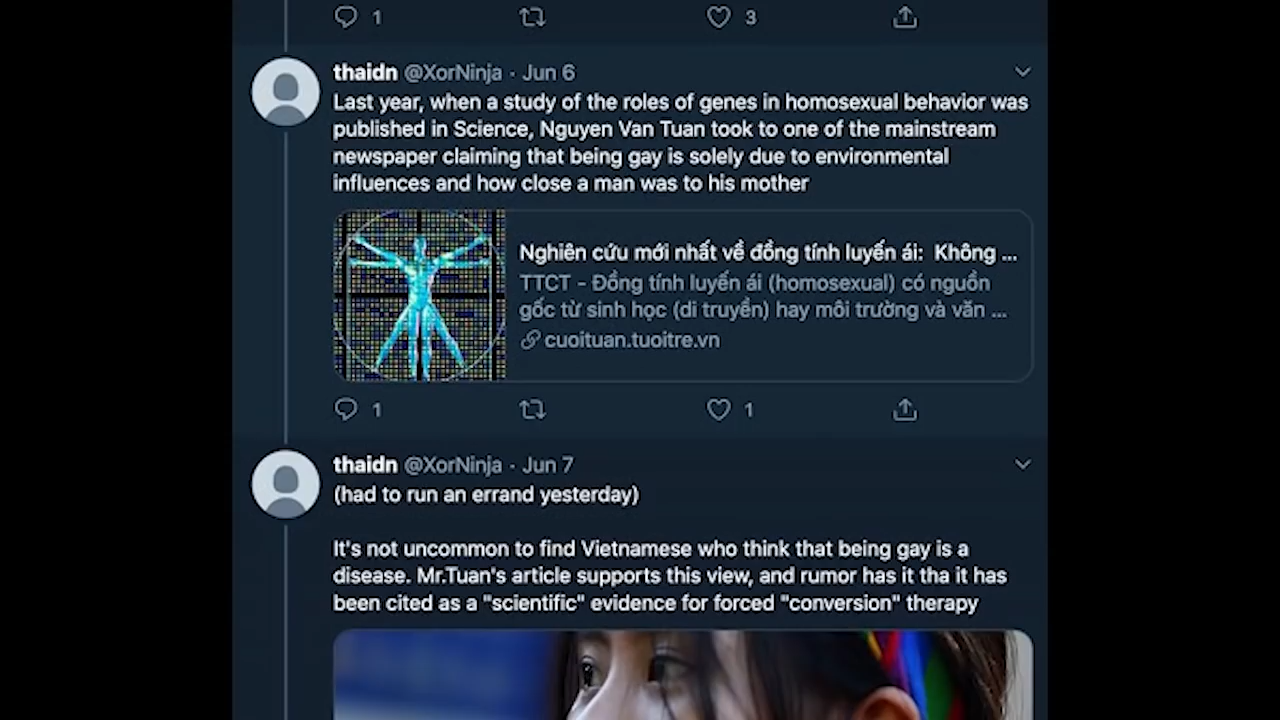 1 3
thaidn @XorNinja · Jun 6
Last year, when a study of the roles of genes in homosexual behavior was
published in Science, Nguyen Van Tuan took to one of the mainstream
newspaper claiming that being gay is solely due to environmental
influences and how close a man was to his mother
Nghiên cứu mới nhất về đồng tính luyến ái: Không ...
TTCT - Đồng tính luyến ái (homosexual) có nguồn
gốc từ sinh học (di truyền) hay môi trường và văn ...
cuoituan.tuoitre.vn
1 1
thaidn @XorNinja · Jun 7
(had to run an errand yesterday)
It's not uncommon to find Vietnamese who think that being gay is a
disease. Mr.Tuan's article supports this view, and rumor has it tha it has
been cited as a "scientific" evidence for forced "conversion" therapy